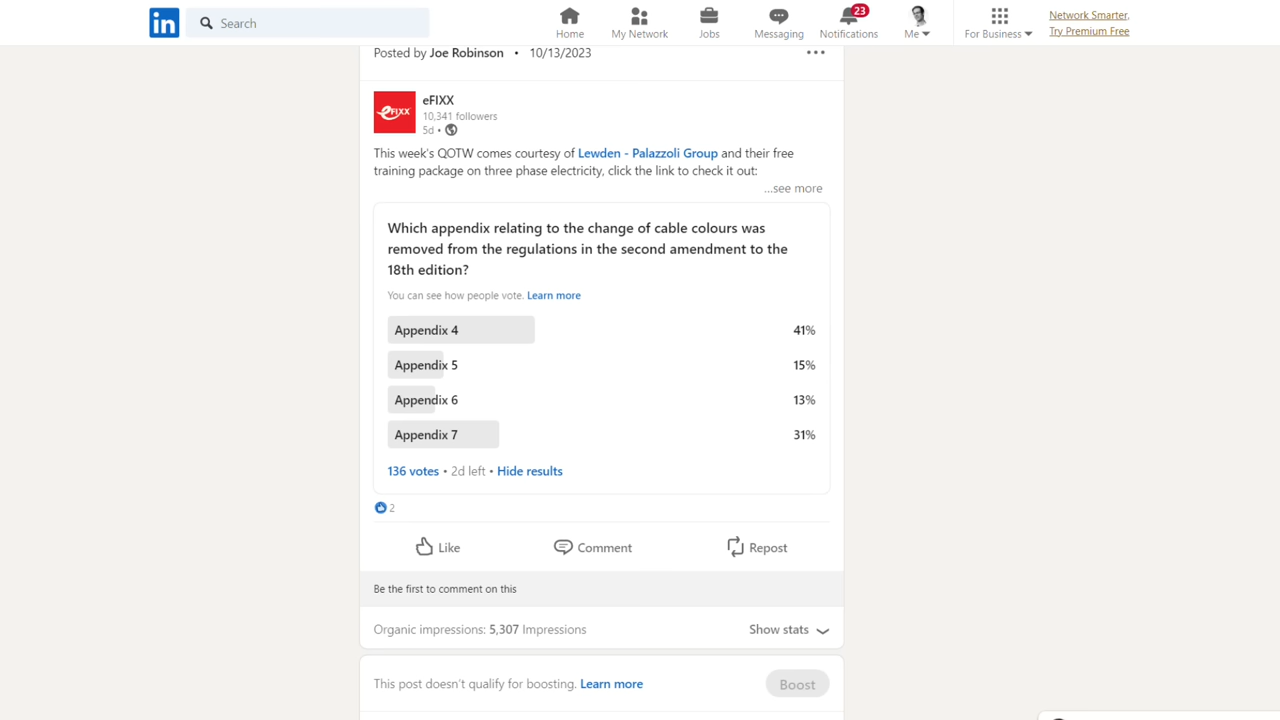 in
Search
Home
My Network
Jobs
Messaging
23
Notifications
Me
For Business
Network Smarter,
Try Premium Free
Posted by Joe Robinson • 10/13/2023
eFIXX
eFIXX
10,341 followers
5d •
This week's QOTW comes courtesy of Lewden - Palazzoli Group and their free
training package on three phase electricity, click the link to check it out:
...see more
Which appendix relating to the change of cable colours was
removed from the regulations in the second amendment to the
18th edition?
You can see how people vote. Learn more
Appendix 4 41%
Appendix 5 15%
Appendix 6 13%
Appendix 7 31%
136 votes • 2d left • Hide results
2
Like
Comment
Repost
Be the first to comment on this
Organic impressions: 5,307 Impressions
Show stats
This post doesn't qualify for boosting. Learn more
Boost